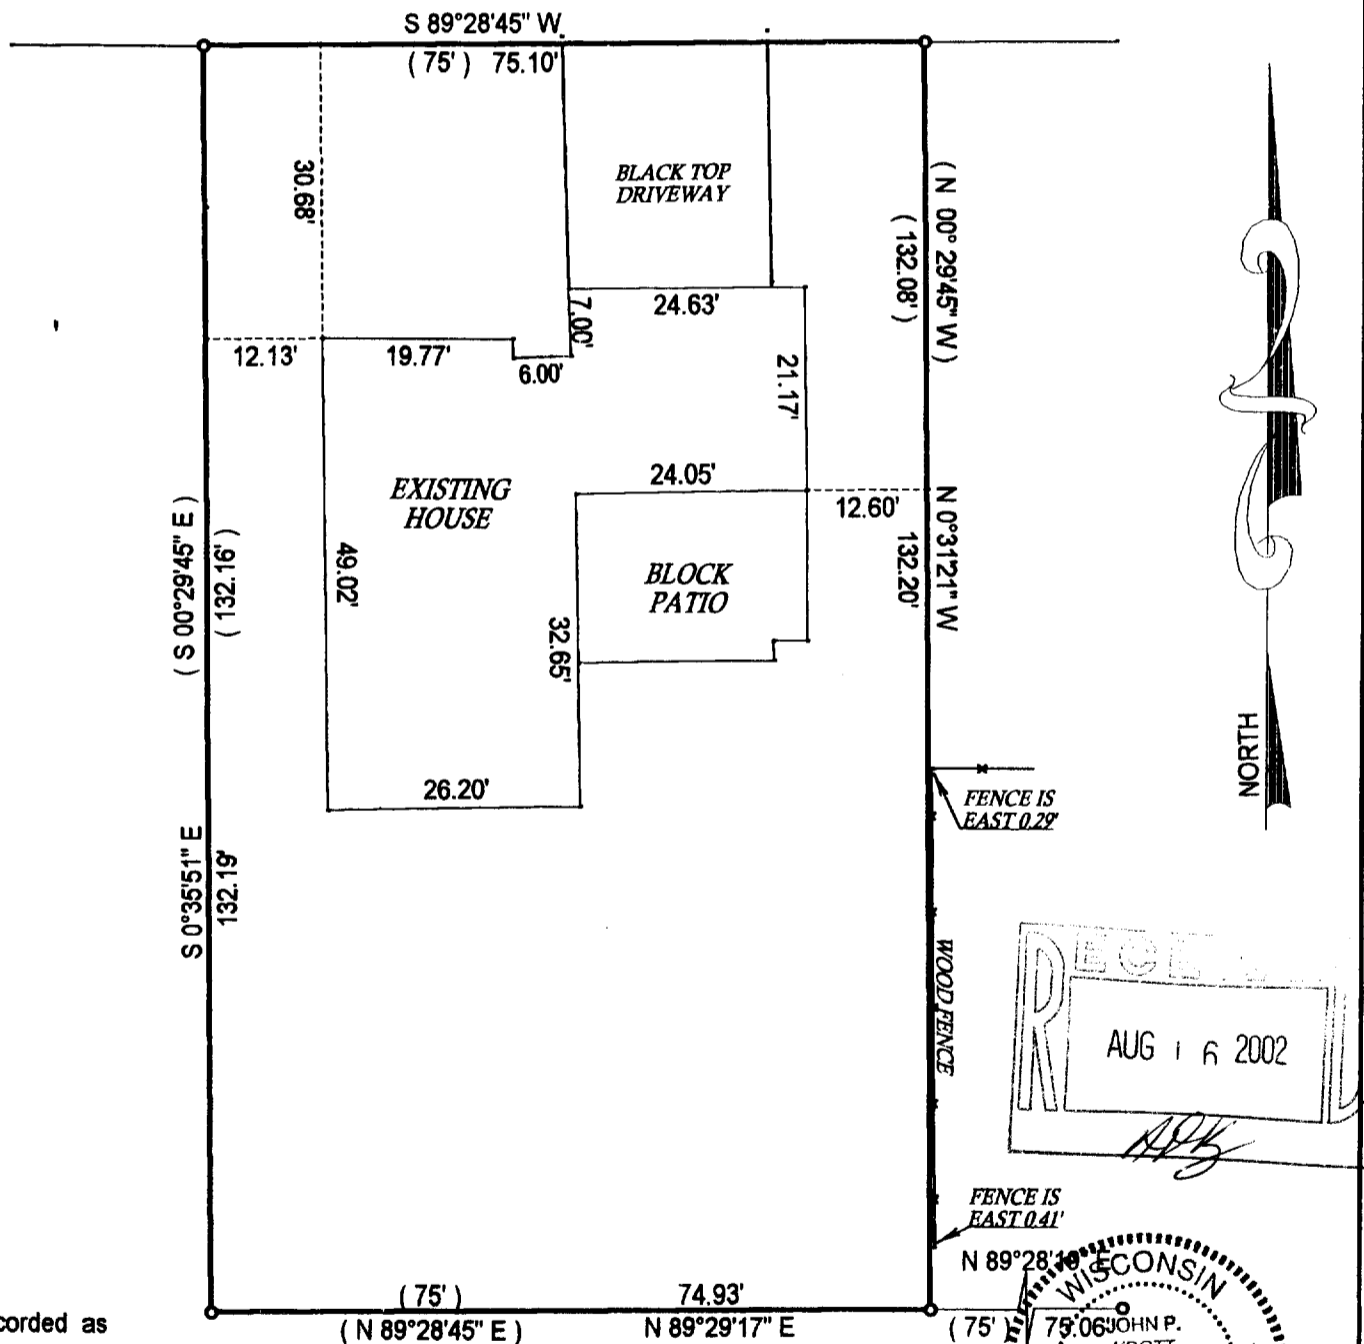 S 89°28'45" W
( 75' ) 75.10'
30.68'
BLACK TOP
DRIVEWAY
( N 00° 29'45" W )
( 132.08' )
24.63'
7.00'
12.13'
19.77'
6.00'
21.17'
24.05'
12.60'
EXISTING
HOUSE
N 0°31'21" W
132.20'
( S 00°29'45" E )
( 132.16' )
49.02'
BLOCK
PATIO
32.65'
26.20'
NORTH
FENCE IS
EAST 0.29'
S 0°35'51" E
132.19'
WOOD FENCE
AUG 16 2002
FENCE IS
EAST 0.41'
WISCONSIN
JOHN P.
( 75' ) 74.93'
( N 89°28'45" E ) N 89°29'17" E
( 75' ) 75.06'
corded as